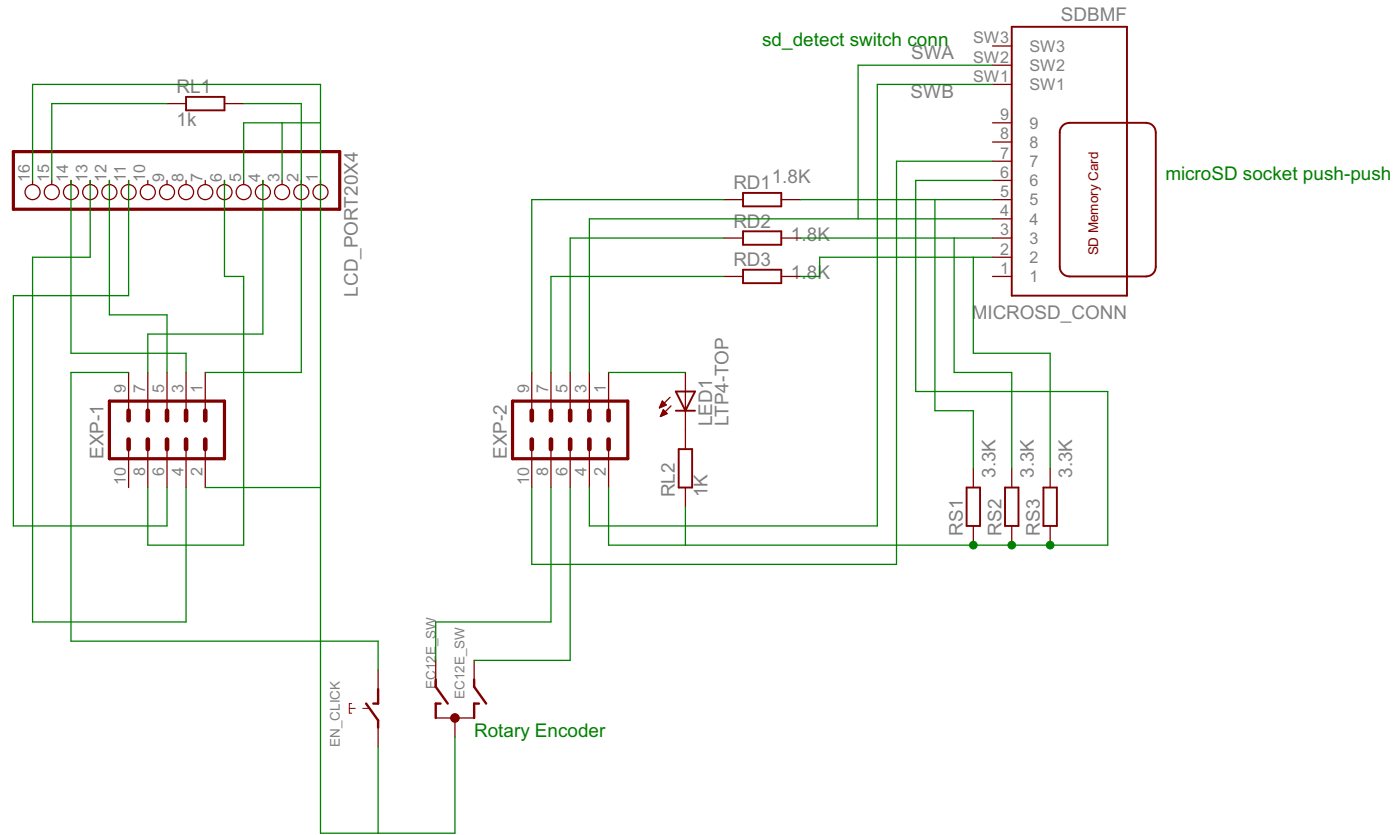 SDBMF
sd_detect switch conn
SWA
SWB
SW3
SW2
SW1
SW3
SW2
SW1
9
8
7
6
5
4
3
2
1
9
8
7
6
5
4
3
2
1
SD Memory Card
microSD socket push-push
MICROSD_CONN
RL1
1k
16
15
14
13
12
11
10
9
8
7
6
5
4
3
2
1
LCD_PORT20X4
RD1
1.8K
RD2
1.8K
RD3
1.8K
EXP-1
9
7
5
3
1
10
8
6
4
2
EXP-2
9
7
5
3
1
10
8
6
4
2
LED1
LTP4-TOP
RL2
1K
RS1
3.3K
RS2
3.3K
RS3
3.3K
EN_CLICK
EC12E_SW
EC12E_SW
Rotary Encoder